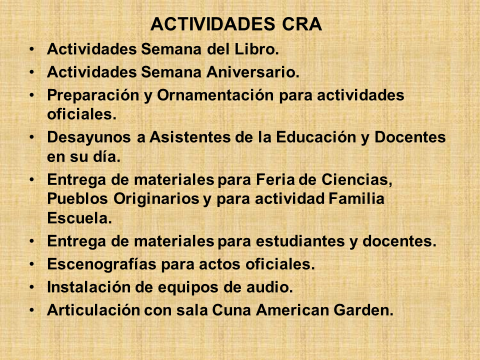 ACTIVIDADES CRA
• Actividades Semana del Libro.
• Actividades Semana Aniversario.
• Preparación y Ornamentación para actividades
oficiales.
• Desayunos a Asistentes de la Educación y Docentes
en su día.
• Entrega de materiales para Feria de Ciencias,
Pueblos Originarios y para actividad Familia
Escuela.
• Entrega de materiales para estudiantes y docentes.
• Escenografías para actos oficiales.
• Instalación de equipos de audio.
• Articulación con sala Cuna American Garden.